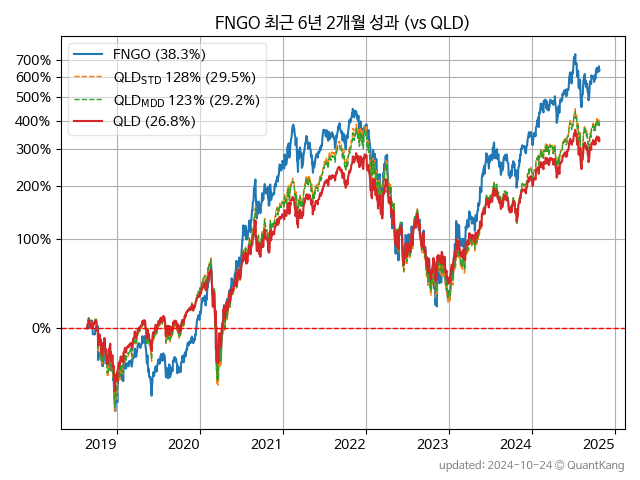 FNGO 최근 6년 2개월 성과 (vs QLD)
FNGO (38.3%)
QLD_STD 128% (29.5%)
QLD_MDD 123% (29.2%)
QLD (26.8%)
700%
600%
500%
400%
300%
200%
100%
0%
2019 2020 2021 2022 2023 2024 2025
updated: 2024-10-24 © QuantKang